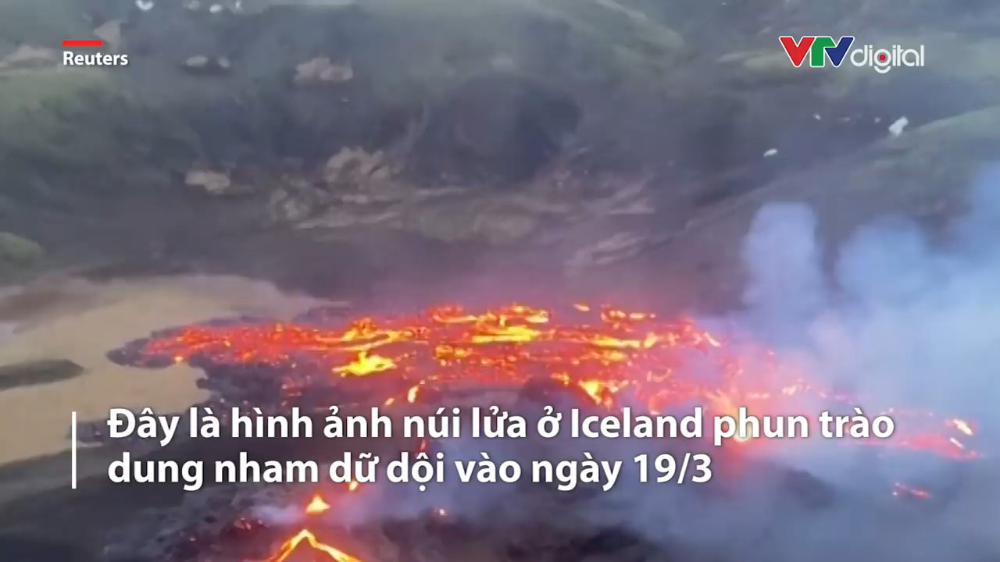 Reuters
VTVdigital
Đây là hình ảnh núi lửa ở Iceland phun trào
dung nham dữ dội vào ngày 19/3